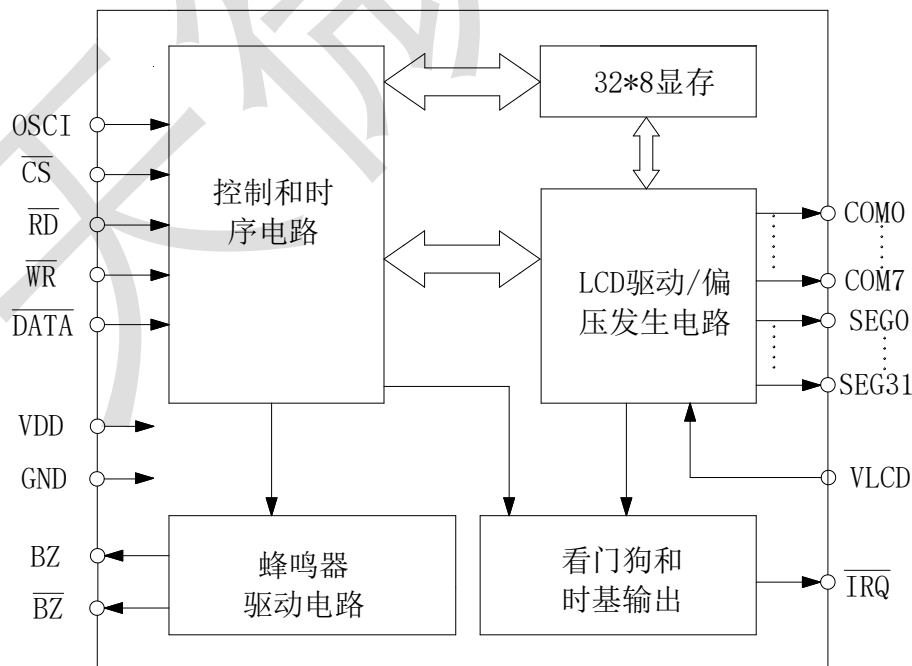 32*8显存
OSCI
CS
RD
WR
DATA
控制和时
序电路
LCD驱动/偏
压发生电路
COM0
COM7
SEG0
SEG31
VDD
GND
VLCD
BZ
BZ
蜂鸣器
驱动电路
看门狗和
时基输出
IRQ
天微